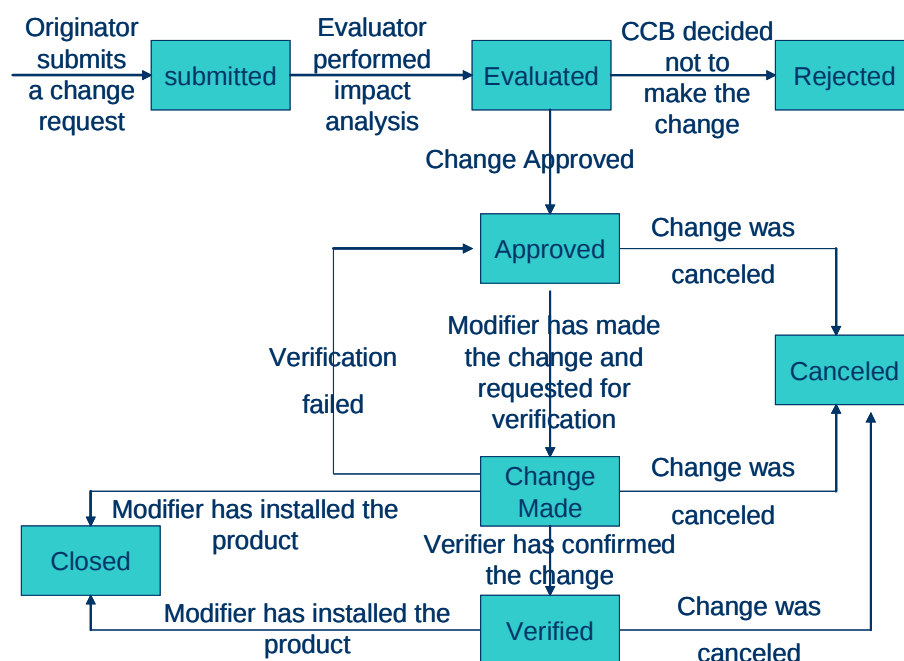 Originator
submits
a change
request
submitted
Evaluator
performed
impact
analysis
Evaluated
CCB decided
not to
make the
change
Rejected
Change Approved
Approved
Change was
canceled
Modifier has made
the change and
requested for
verification
Verification
failed
Canceled
Change
Made
Change was
canceled
Modifier has installed the
product
Closed
Verifier has confirmed
the change
Modifier has installed the
product
Verified
Change was
canceled